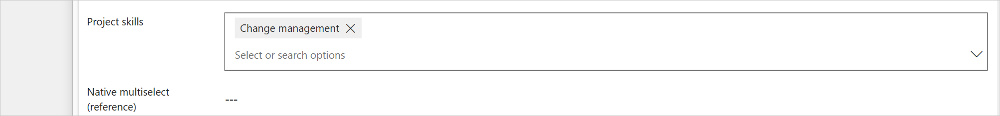 Project skills
Change management
Select or search options
Native multiselect
(reference)
---